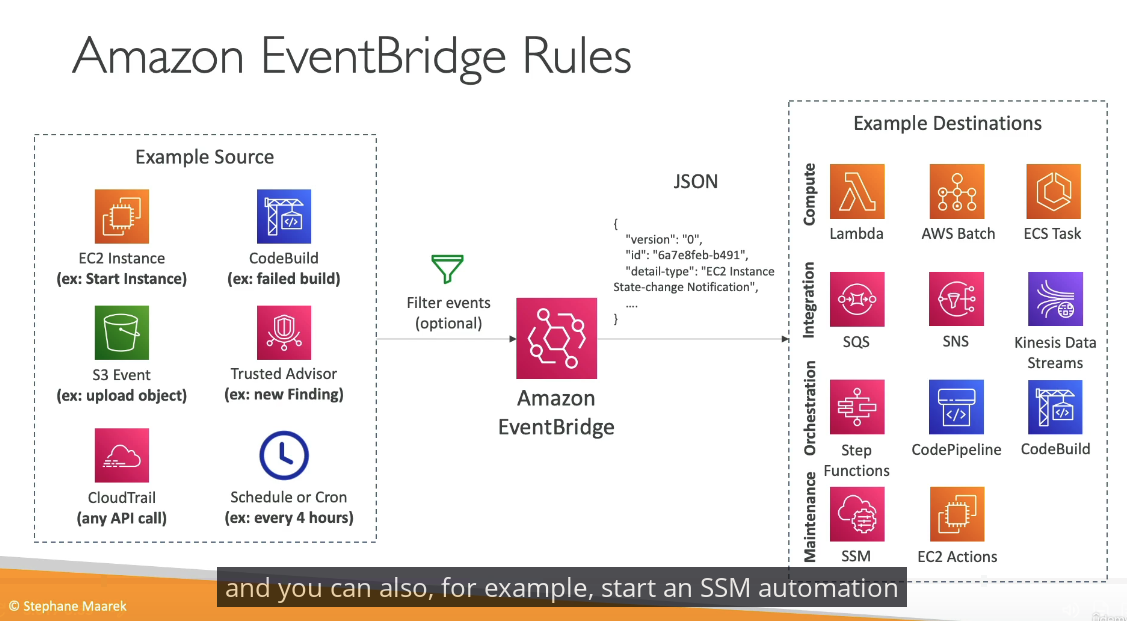 Amazon EventBridge Rules
Example Source
EC2 Instance
(ex: Start Instance)
CodeBuild
(ex: failed build)
S3 Event
(ex: upload object)
Trusted Advisor
(ex: new Finding)
CloudTrail
(any API call)
Schedule or Cron
(ex: every 4 hours)
Filter events
(optional)
Amazon
EventBridge
JSON
{
"version": "0",
"id": "6a7e8feb-b491",
"detail-type": "EC2 Instance
State-change Notification",
....
}
Example Destinations
Compute
Lambda
AWS Batch
ECS Task
Integration
SQS
SNS
Kinesis Data
Streams
Orchestration
Step
Functions
CodePipeline
CodeBuild
Maintenance
SSM
EC2 Actions
and you can also, for example, start an SSM automation
© Stephane Maarek